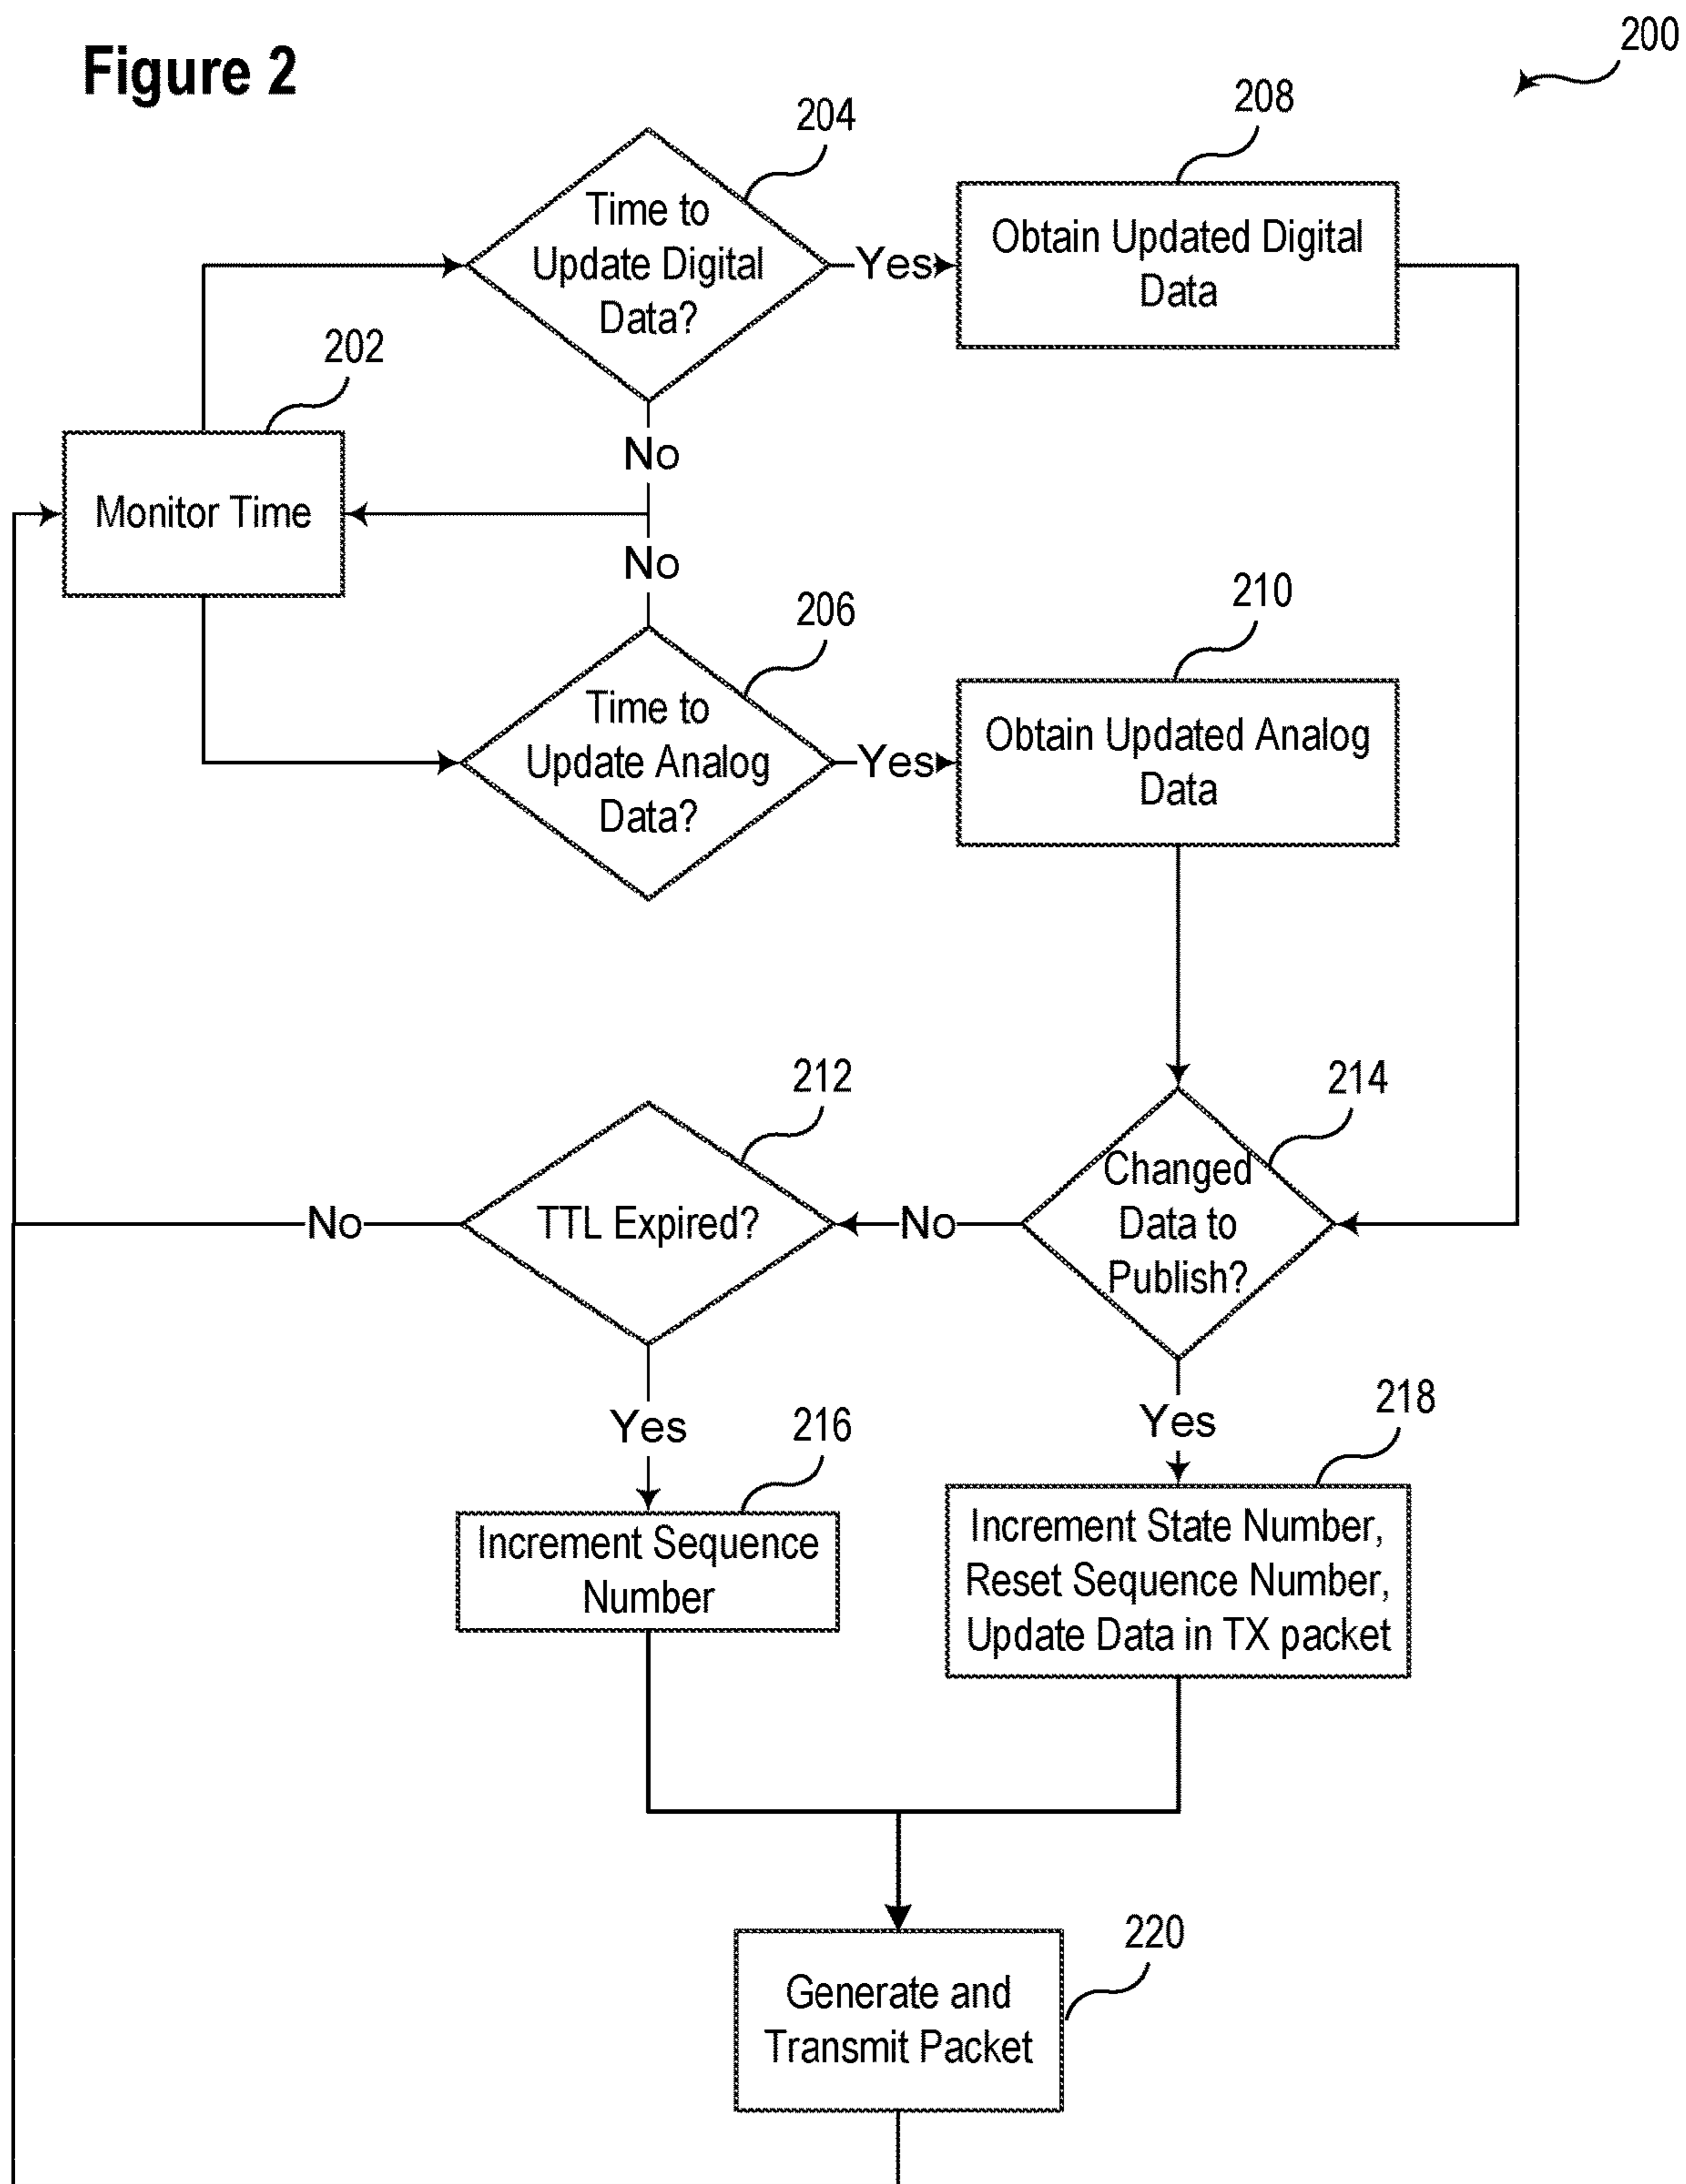 Figure 2
200
204
Time to
Update Digital
Data?
Yes
208
Obtain Updated Digital
Data
202
Monitor Time
No
No
206
Time to
Update Analog
Data?
Yes
210
Obtain Updated Analog
Data
212
TTL Expired?
No
No
214
Changed
Data to
Publish?
Yes
216
Increment Sequence
Number
Yes
218
Increment State Number,
Reset Sequence Number,
Update Data in TX packet
220
Generate and
Transmit Packet